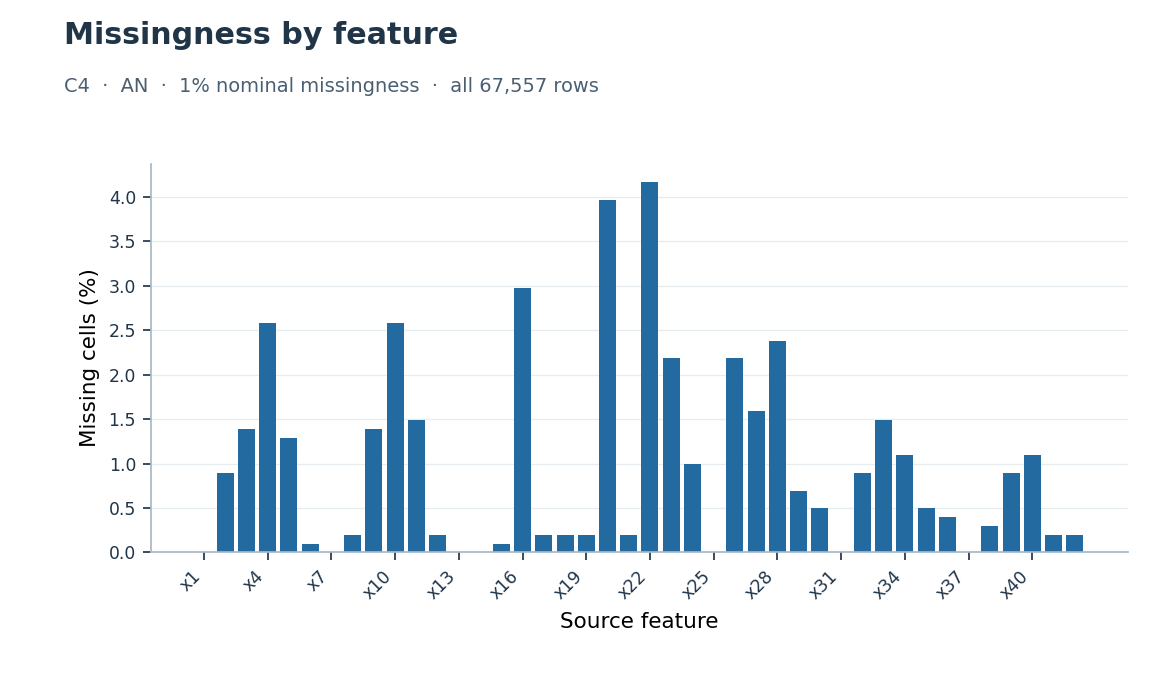 Missingness by feature
C4 · AN · 1% nominal missingness · all 67,557 rows
Missing cells (%)
4.0
3.5
3.0
2.5
2.0
1.5
1.0
0.5
0.0
x1 x4 x7 x10 x13 x16 x19 x22 x25 x28 x31 x34 x37 x40
Source feature